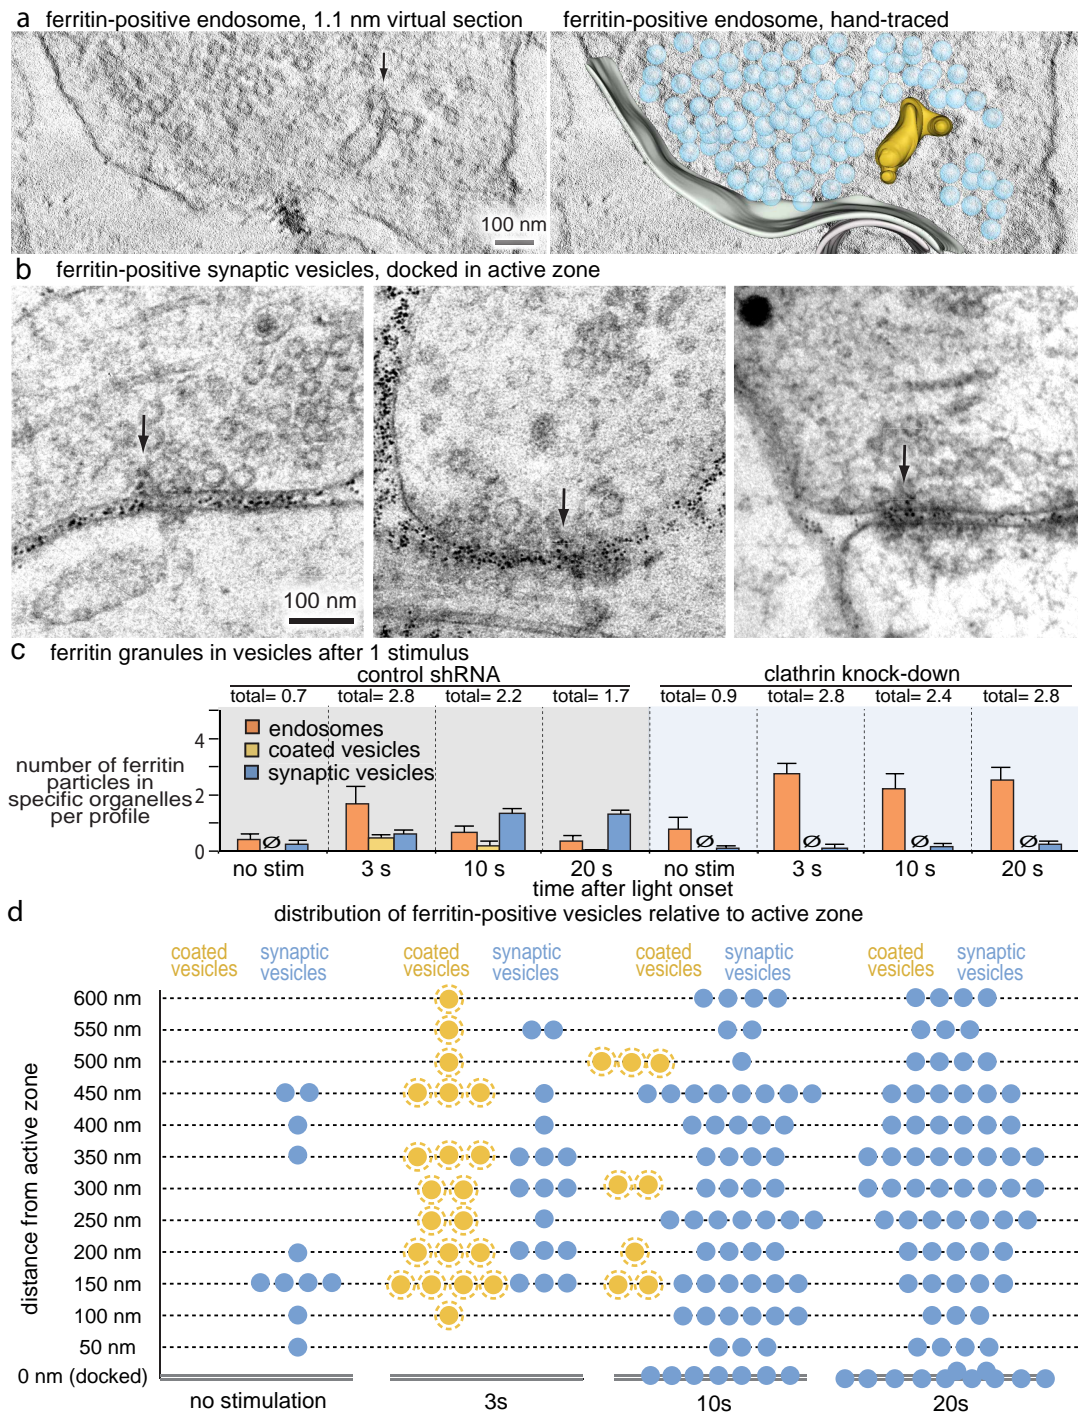 a ferritin-positive endosome, 1.1 nm virtual section
ferritin-positive endosome, hand-traced
100 nm
b ferritin-positive synaptic vesicles, docked in active zone
100 nm
c ferritin granules in vesicles after 1 stimulus
control shRNA
clathrin knock-down
total= 0.7 total= 2.8 total= 2.2 total= 1.7 total= 0.9 total= 2.8 total= 2.4 total= 2.8
number of ferritin
particles in
specific organelles
per profile
4
2
0
endosomes
coated vesicles
synaptic vesicles
Ø Ø Ø Ø Ø
no stim 3 s 10 s 20 s no stim 3 s 10 s 20 s
time after light onset
d distribution of ferritin-positive vesicles relative to active zone
coated synaptic coated synaptic coated synaptic coated synaptic
vesicles vesicles vesicles vesicles vesicles vesicles vesicles vesicles
distance from active zone
600 nm
550 nm
500 nm
450 nm
400 nm
350 nm
300 nm
250 nm
200 nm
150 nm
100 nm
50 nm
0 nm (docked)
no stimulation 3s 10s 20s